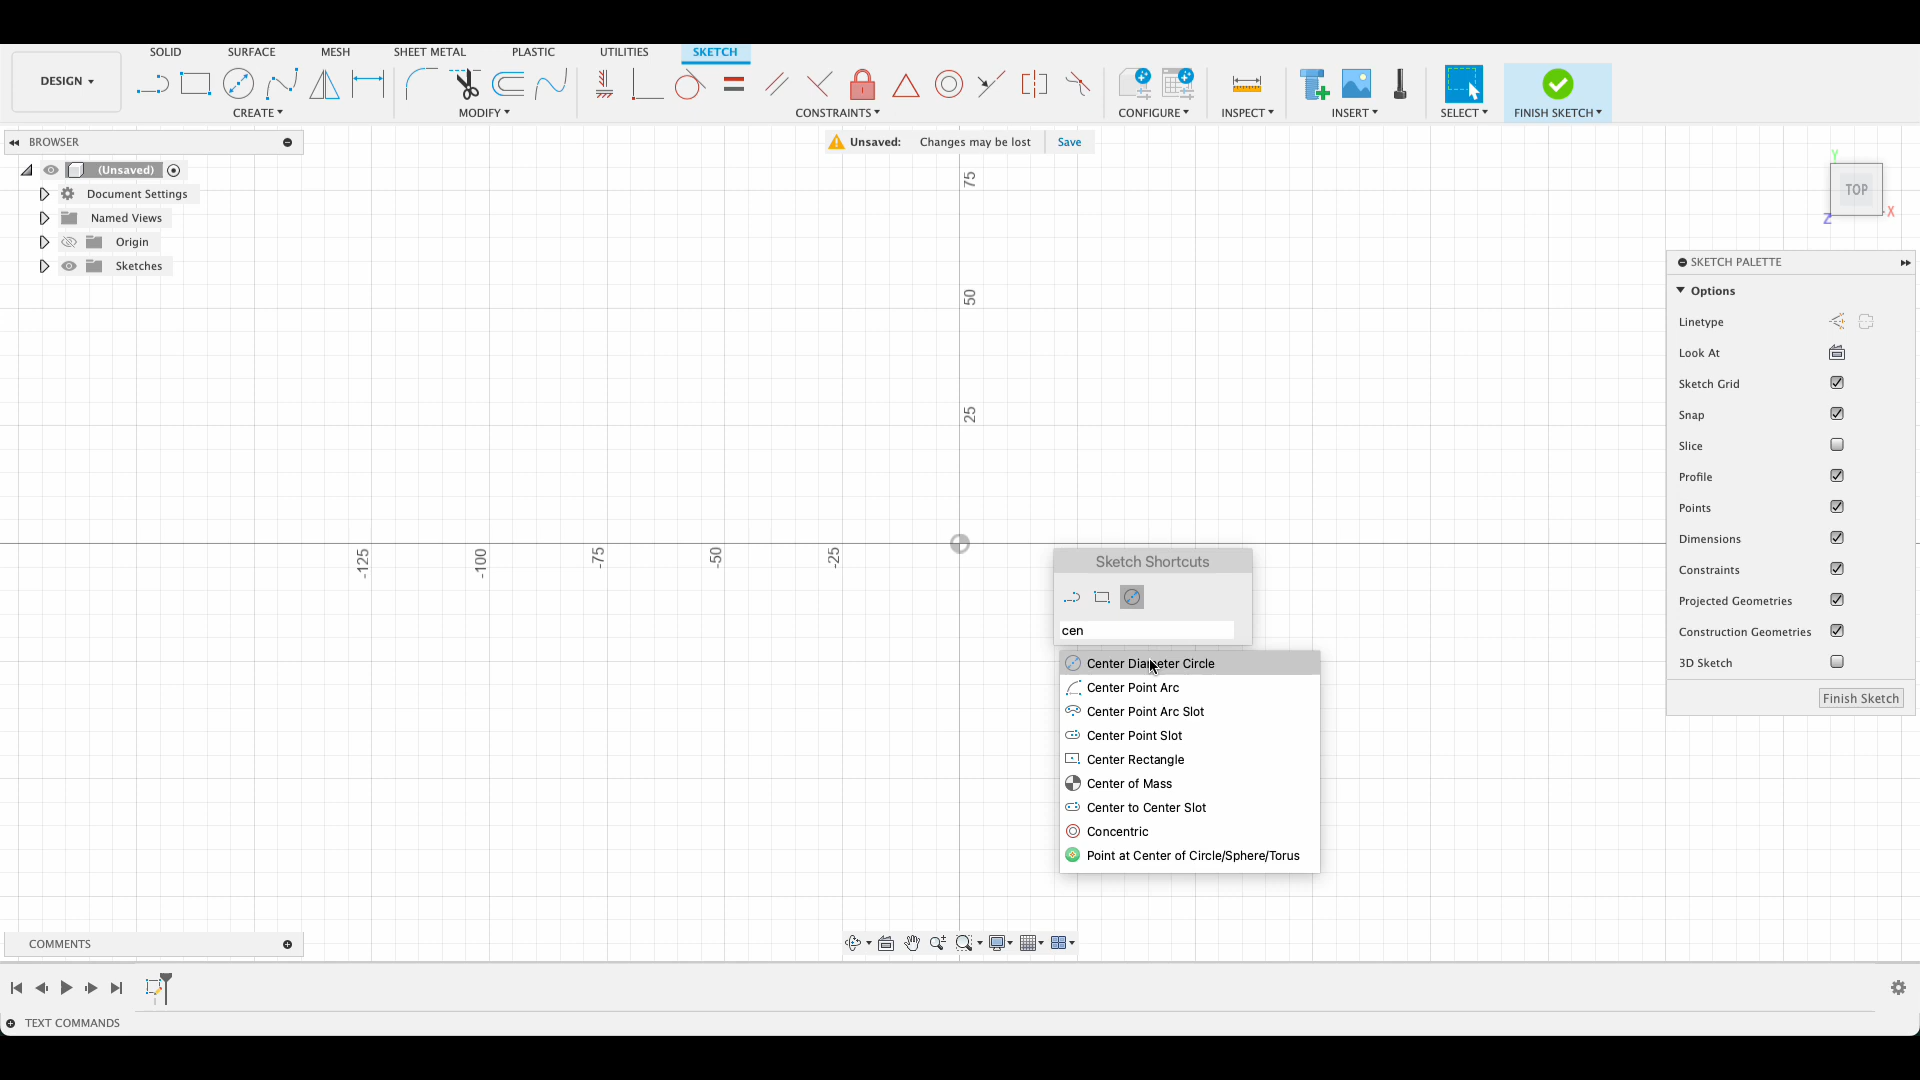 SOLID SURFACE MESH SHEET METAL PLASTIC UTILITIES SKETCH
DESIGN
CREATE MODIFY CONSTRAINTS CONFIGURE INSPECT INSERT SELECT FINISH SKETCH
BROWSER
Unsaved: Changes may be lost Save
(Unsaved)
Document Settings
Named Views
Origin
Sketches
75
50
25
-125
-100
-75
-50
-25
Y
TOP
Z
X
SKETCH PALETTE
Options
Linetype
Look At
Sketch Grid
Snap
Slice
Profile
Points
Dimensions
Constraints
Projected Geometries
Construction Geometries
3D Sketch
Finish Sketch
Sketch Shortcuts
cen
Center Diameter Circle
Center Point Arc
Center Point Arc Slot
Center Point Slot
Center Rectangle
Center of Mass
Center to Center Slot
Concentric
Point at Center of Circle/Sphere/Torus
COMMENTS
TEXT COMMANDS